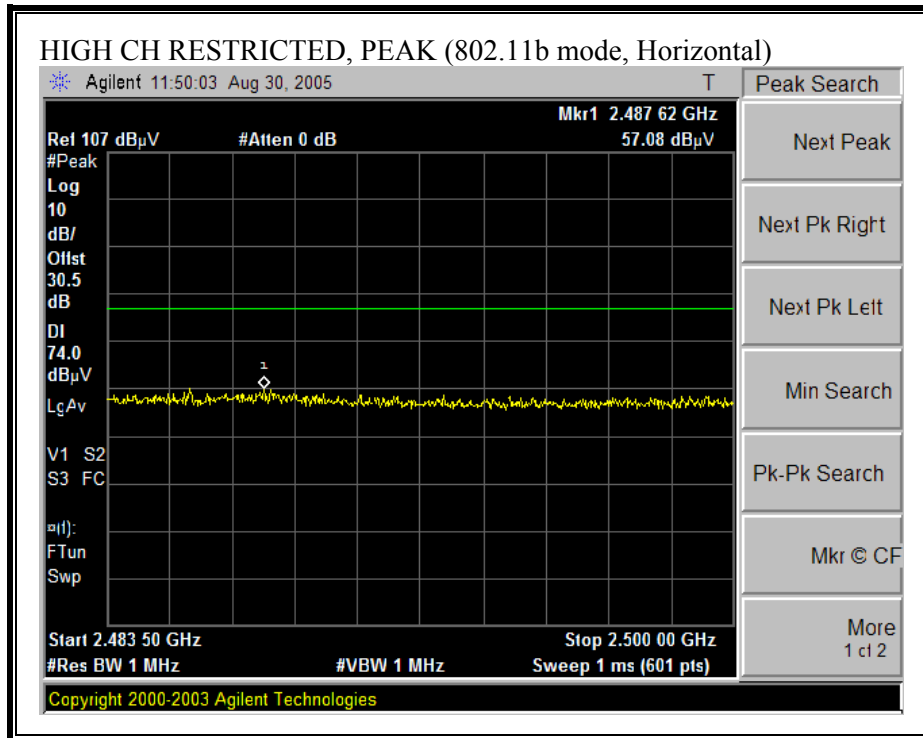 HIGH CH RESTRICTED, PEAK (802.11b mode, Horizontal)
Agilent 11:50:03 Aug 30, 2005 T
Peak Search
Mkr1 2.487 62 GHz
Ref 107 dBµV #Atten 0 dB 57.08 dBµV
Next Peak
#Peak
Log
10
dB/
Next Pk Right
Offst
30.5
dB
Next Pk Left
DI
74.0
dBµV
1
Min Search
LgAv
V1 S2
S3 FC
Pk-Pk Search
¤(f):
FTun
Swp
Mkr © CF
More
1 of 2
Start 2.483 50 GHz Stop 2.500 00 GHz
#Res BW 1 MHz #VBW 1 MHz Sweep 1 ms (601 pts)
Copyright 2000-2003 Agilent Technologies